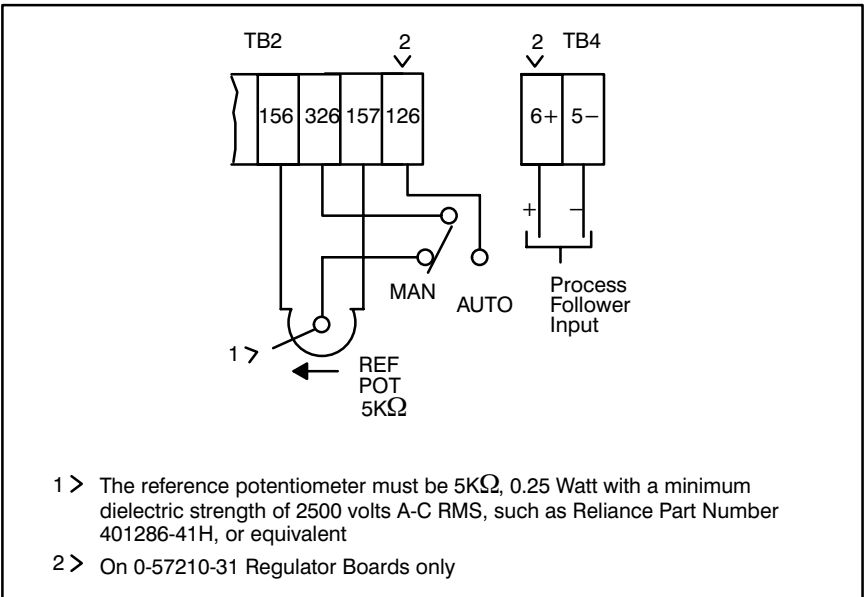 TB2 2 2 TB4
156 326 157 126 6+ 5−
+ −
MAN AUTO
Process
Follower
Input
1
REF
POT
5KΩ
1 > The reference potentiometer must be 5KΩ, 0.25 Watt with a minimum
dielectric strength of 2500 volts A-C RMS, such as Reliance Part Number
401286-41H, or equivalent
2 > On 0-57210-31 Regulator Boards only